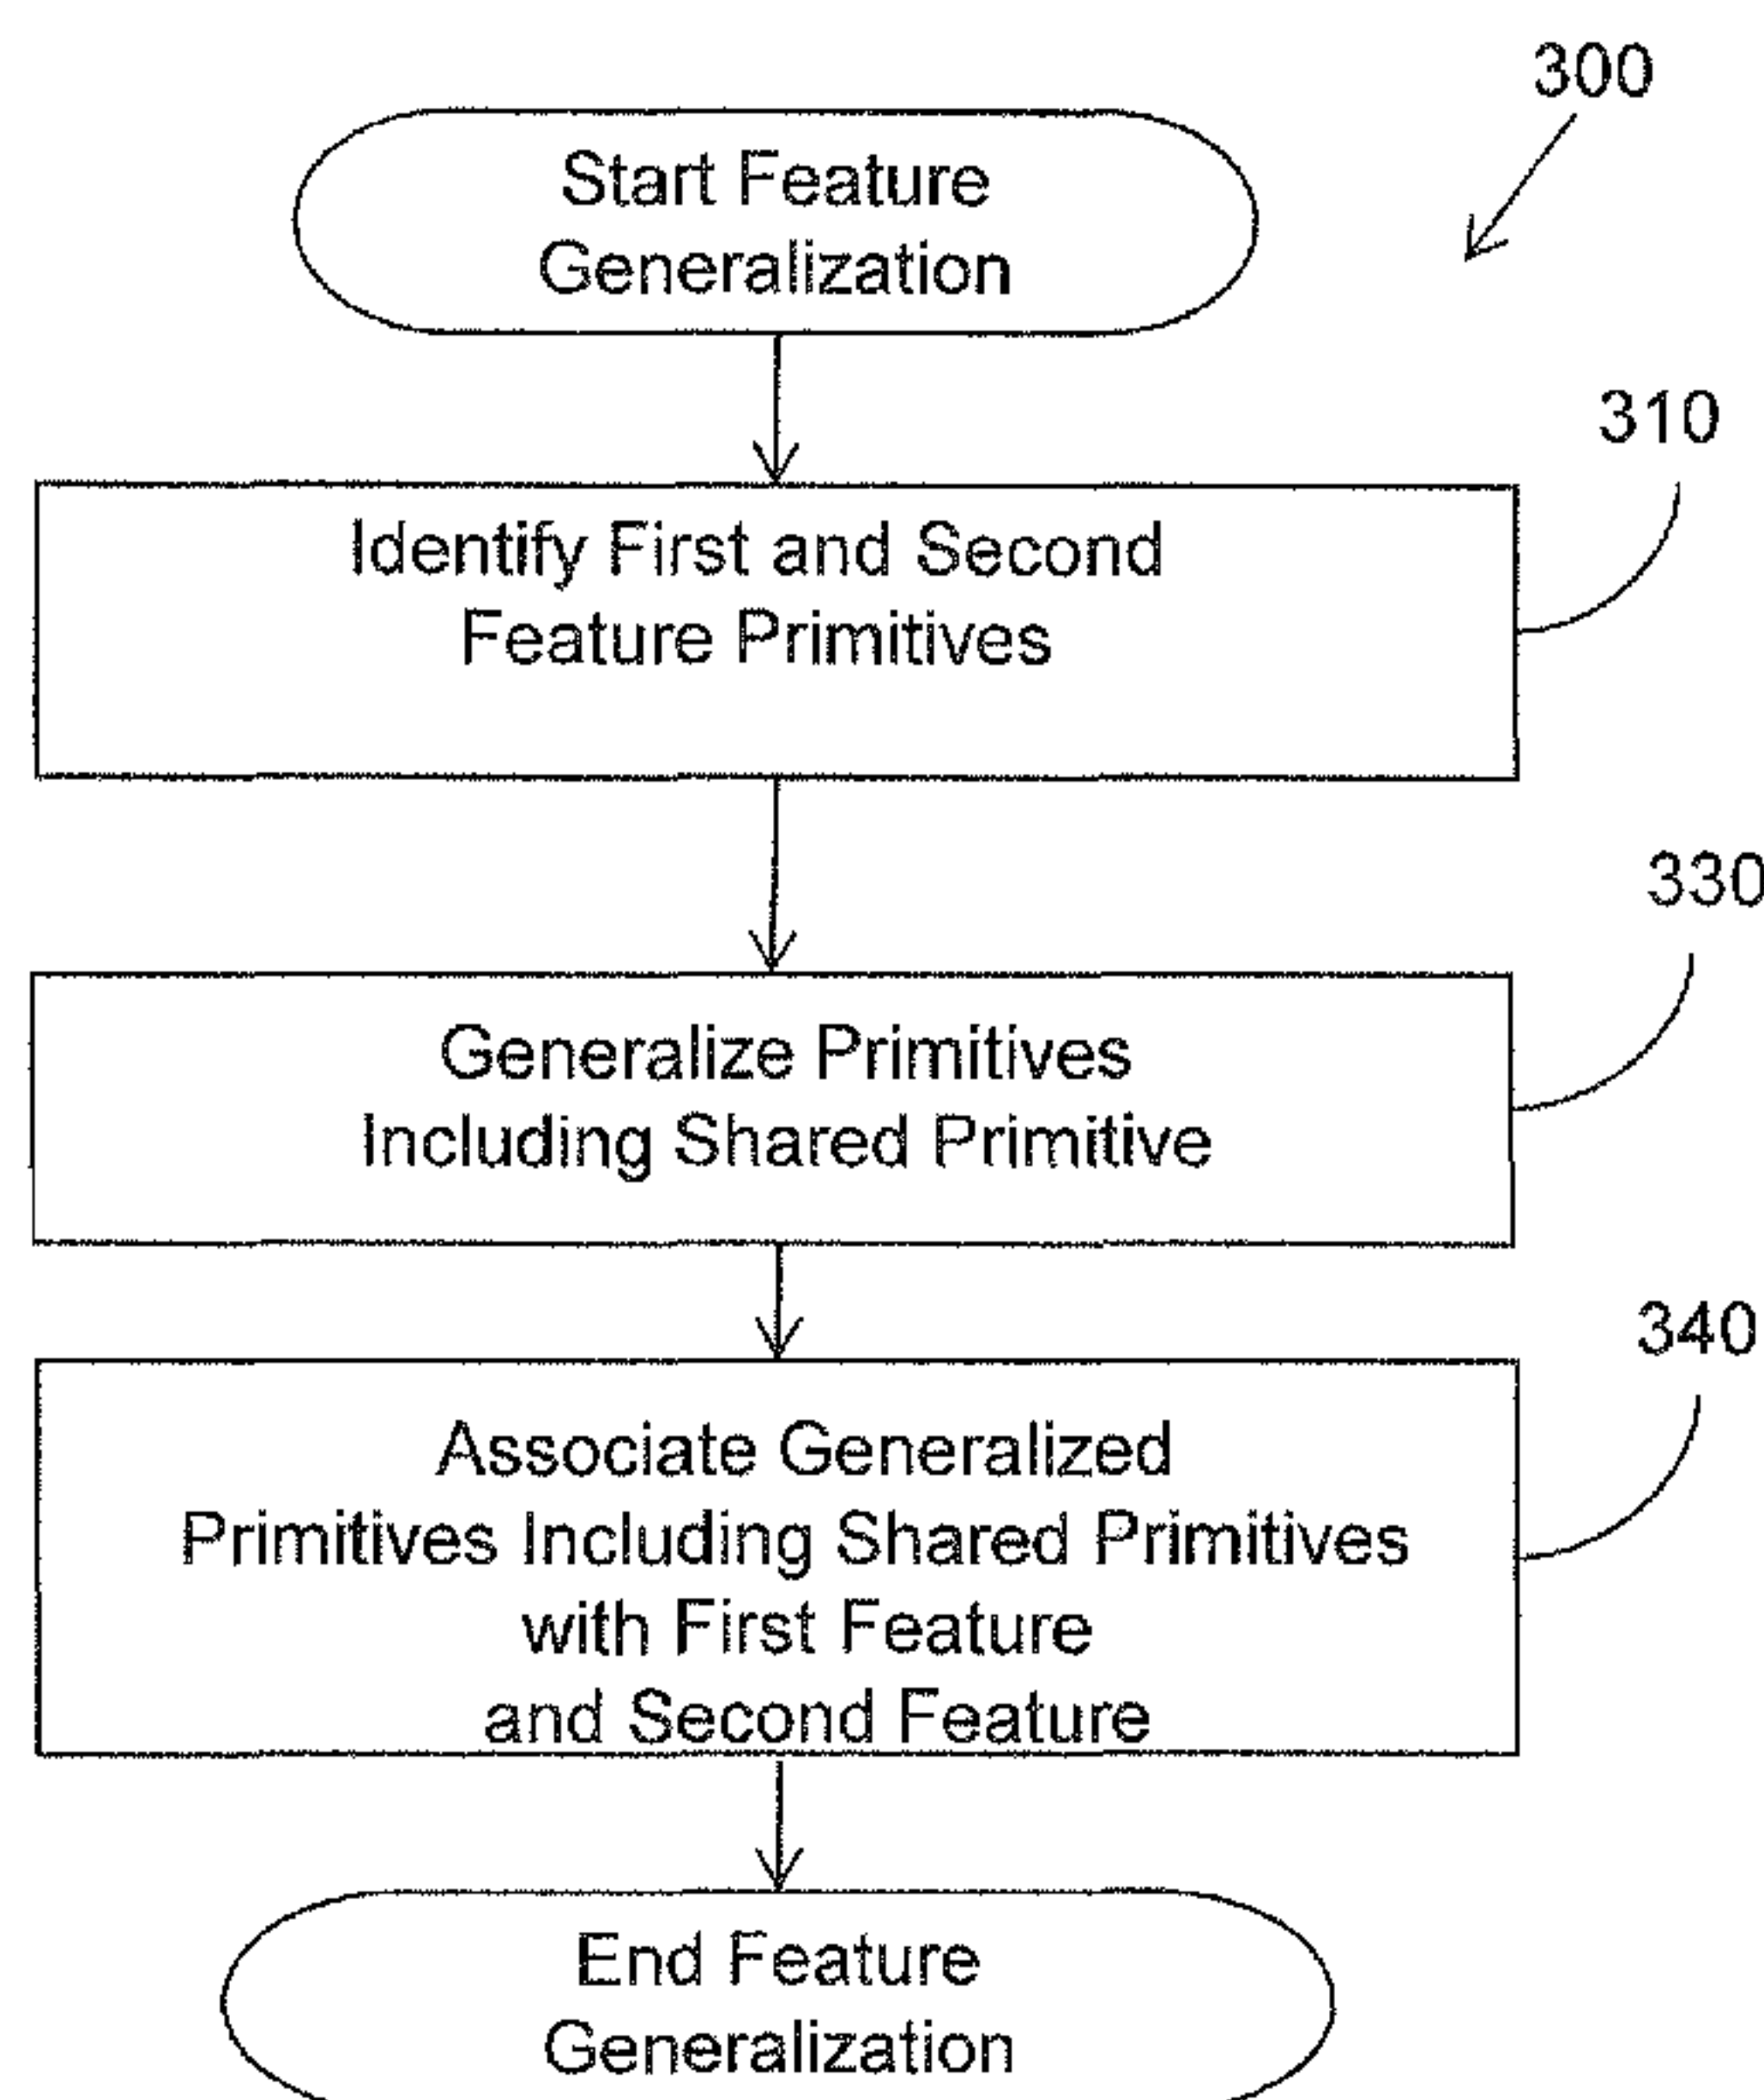 300
Start Feature
Generalization
310
Identify First and Second
Feature Primitives
330
Generalize Primitives
Including Shared Primitive
340
Associate Generalized
Primitives Including Shared Primitives
with First Feature
and Second Feature
End Feature
Generalization